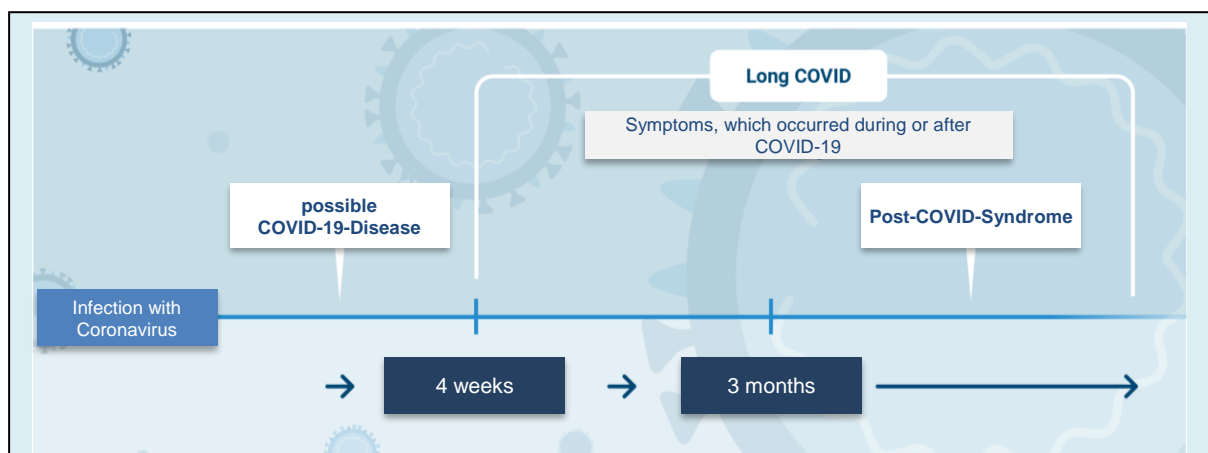 Long COVID
Symptoms, which occurred during or after
COVID-19
possible
COVID-19-Disease
Post-COVID-Syndrome
Infection with
Coronavirus
4 weeks
3 months